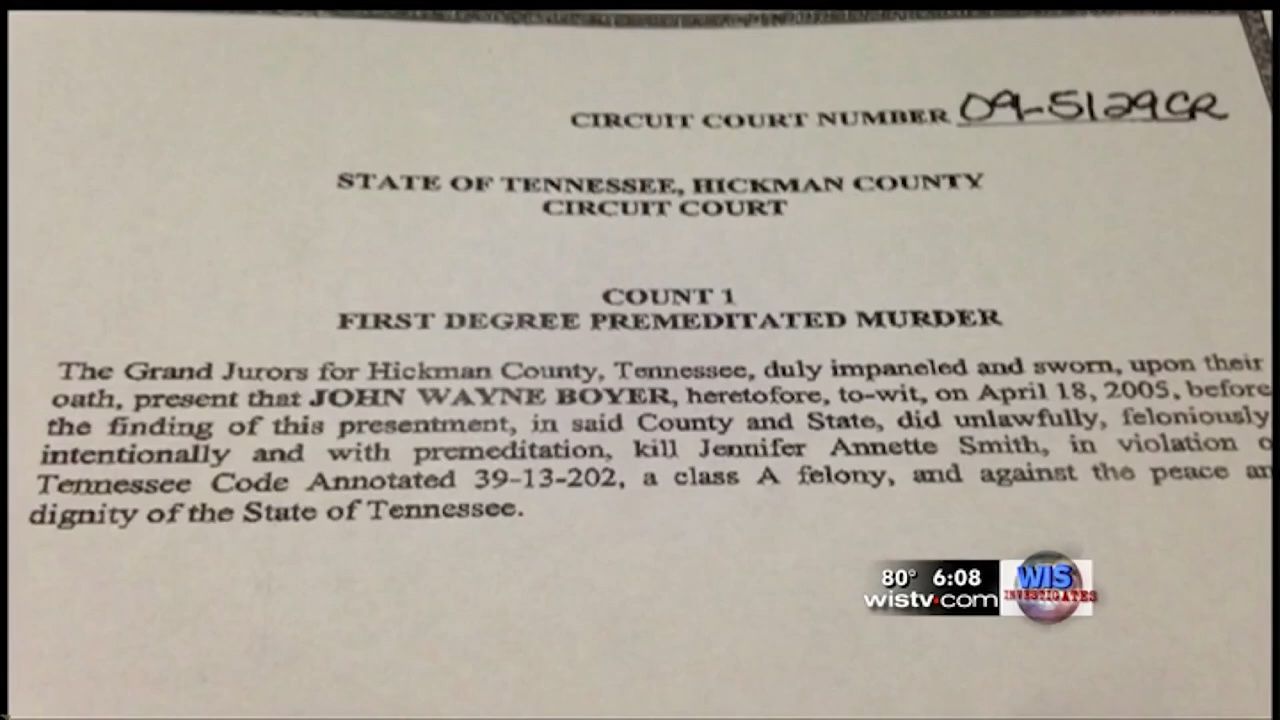 CIRCUIT COURT NUMBER 09-5129CR
STATE OF TENNESSEE, HICKMAN COUNTY
CIRCUIT COURT
COUNT 1
FIRST DEGREE PREMEDITATED MURDER
The Grand Jurors for Hickman County, Tennessee, duly impaneled and sworn, upon their
oath, present that JOHN WAYNE BOYER, heretofore, to-wit, on April 18, 2005, before
the finding of this presentment, in said County and State, did unlawfully, feloniously
intentionally and with premeditation, kill Jennifer Annette Smith, in violation
Tennessee Code Annotated 39-13-202, a class A felony, and against the peace
dignity of the State of Tennessee.
80° 6:08
wistv.com
WIS
INVESTIGATES